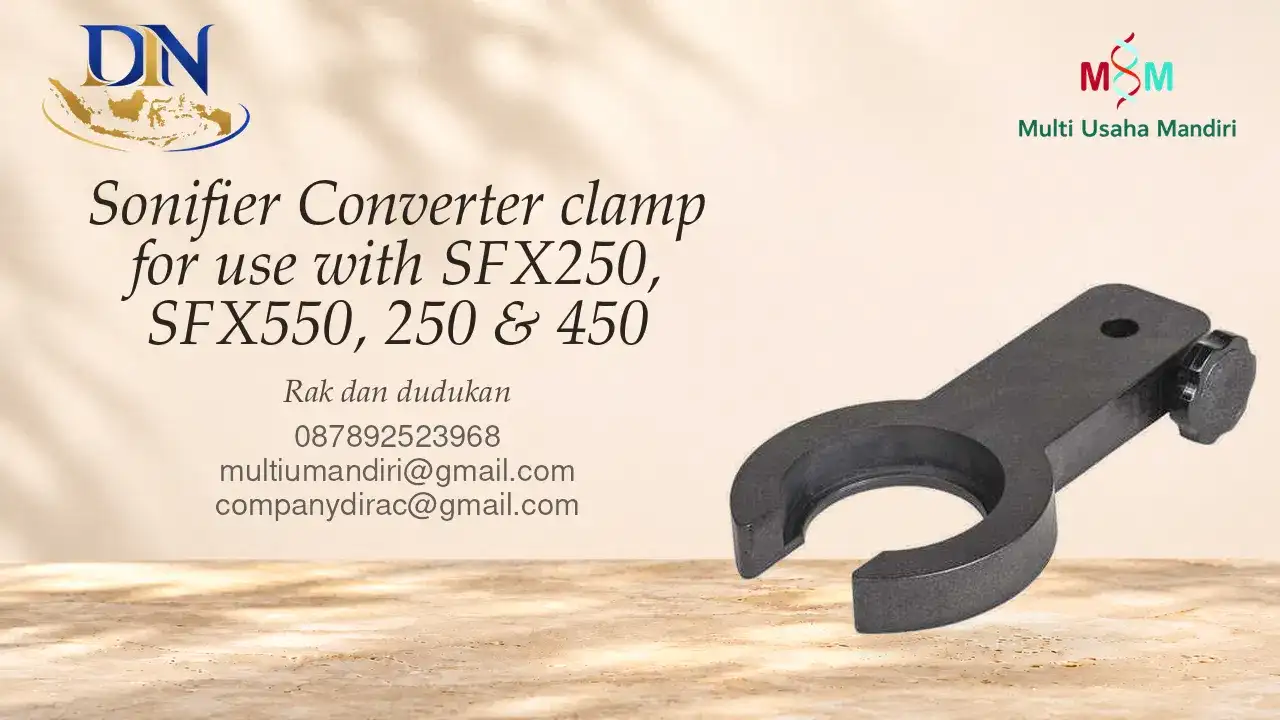 DIN
MSM
Multi Usaha Mandiri
Sonifier Converter clamp
for use with SFX250,
SFX550, 250 & 450
Rak dan dudukan
087892523968
multiumandiri@gmail.com
companydirac@gmail.com